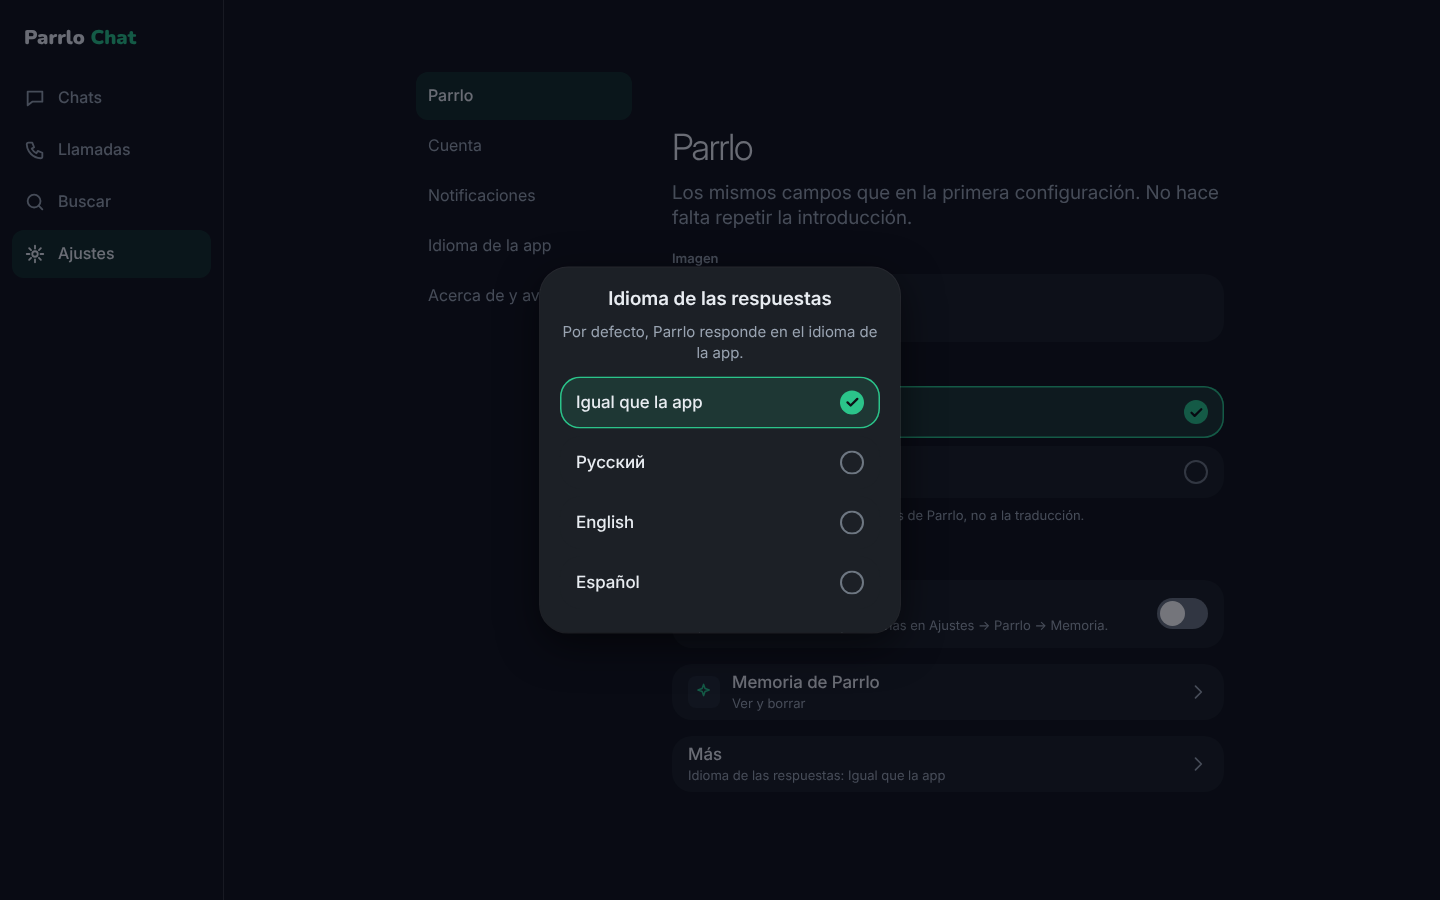 Parrlo Chat
Chats
Llamadas
Buscar
Ajustes
Parrlo
Cuenta
Notificaciones
Idioma de la app
Acerca de y av
Parrlo
Los mismos campos que en la primera configuración. No hace
falta repetir la introducción.
Imagen
Idioma de las respuestas
Por defecto, Parrlo responde en el idioma de
la app.
Igual que la app
Русский
English
Español
de Parrlo, no a la traducción.
en Ajustes → Parrlo → Memoria.
Memoria de Parrlo
Ver y borrar
Más
Idioma de las respuestas: Igual que la app